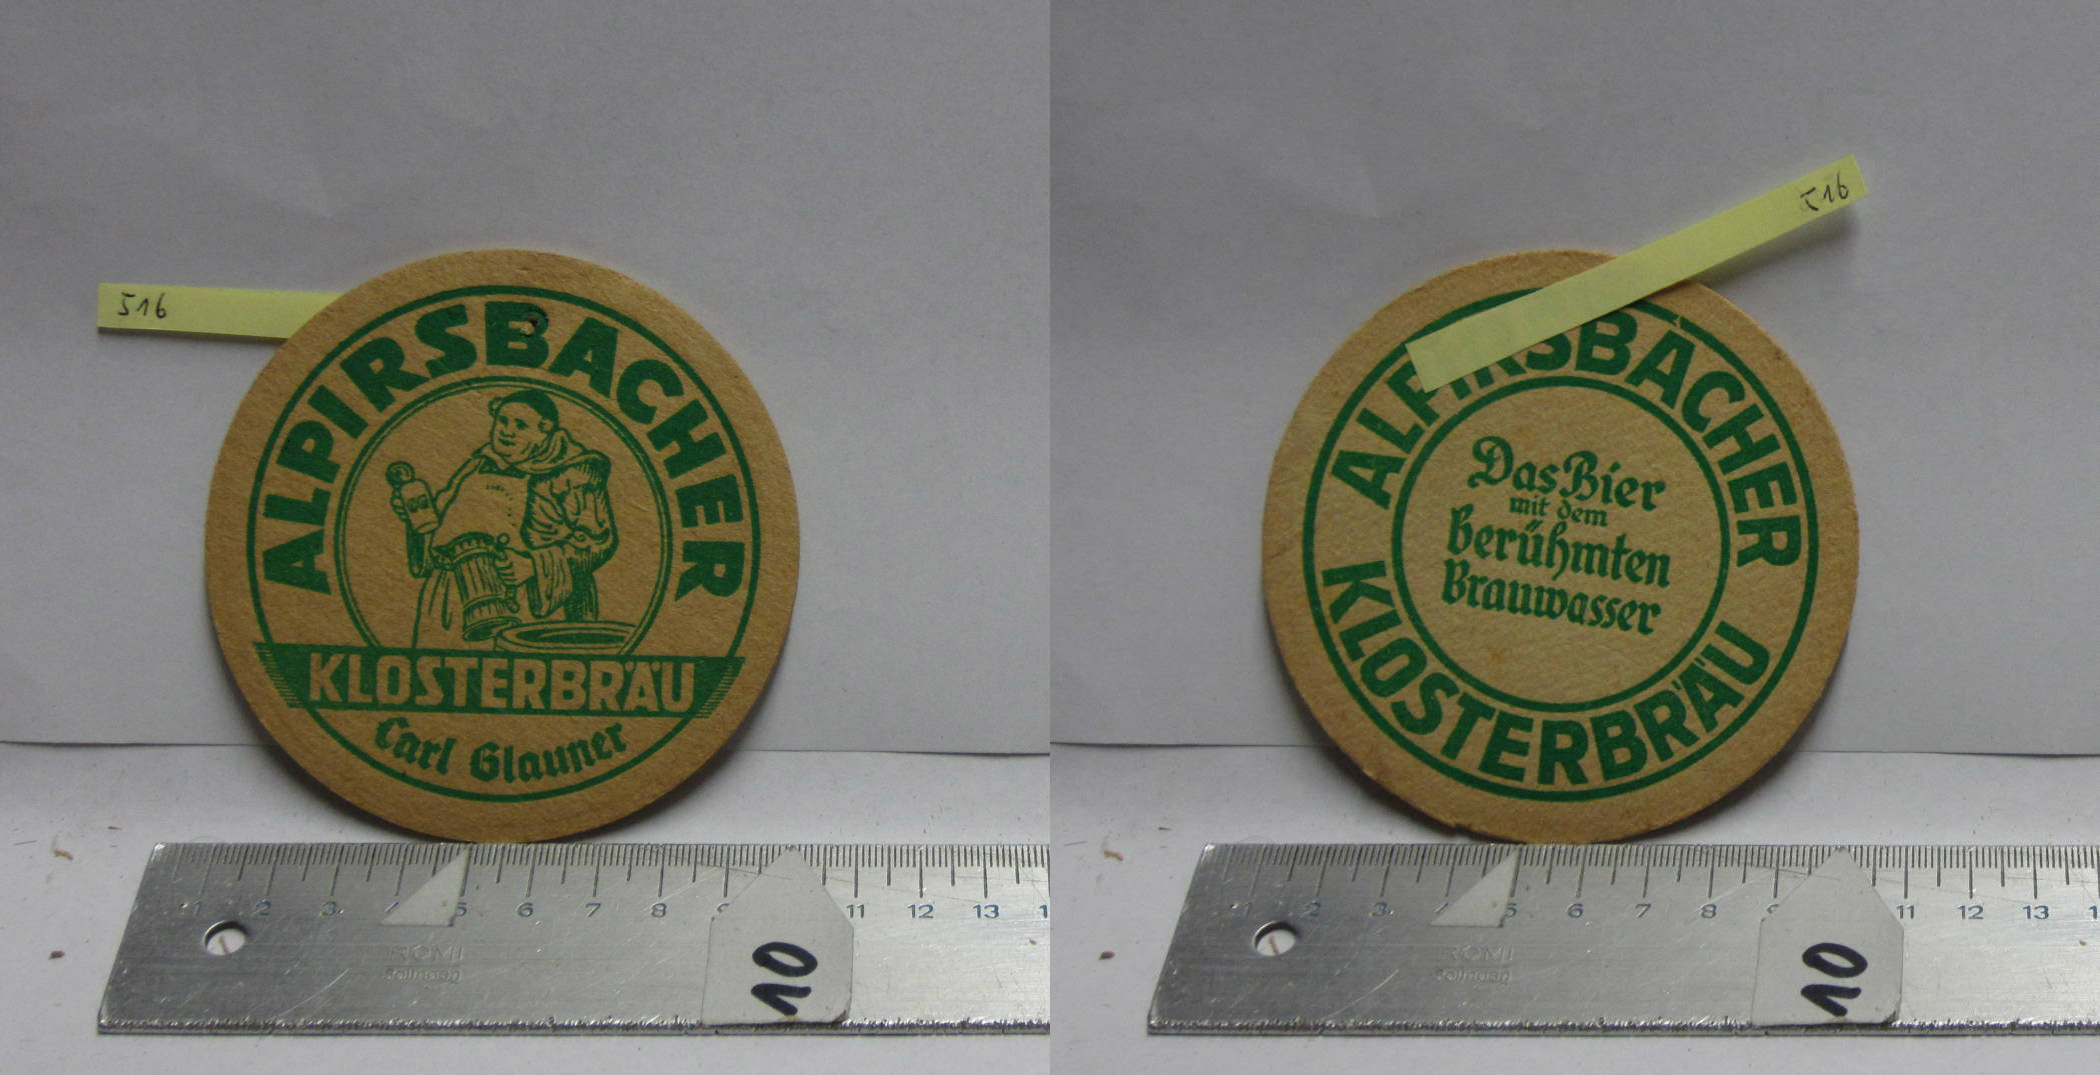 516
ALPIRSBACHER
KLOSTERBRÄU
Carl Glauner
1 2 3 4 5 6 7 8 11 12 13 1
ROMI
10
516
ALPIRSBACHER
Das Bier
mit dem
berühmten
Brauwasser
KLOSTERBRÄU
1 2 3 4 5 6 7 8 9 11 12 13 14
ROMI
10